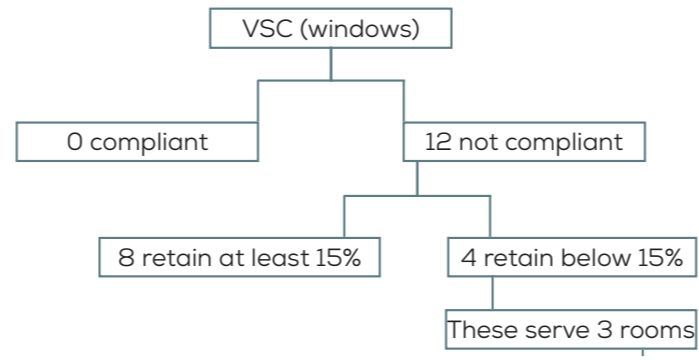 VSC (windows)
0 compliant
12 not compliant
8 retain at least 15%
4 retain below 15%
These serve 3 rooms